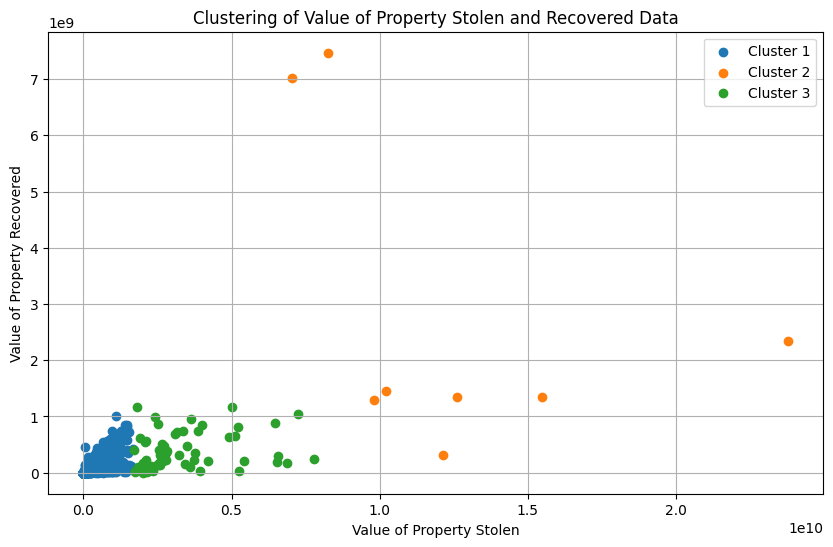 Clustering of Value of Property Stolen and Recovered Data
1e9
Cluster 1
Cluster 2
Cluster 3
Value of Property Recovered
7
6
5
4
3
2
1
0
0.0 0.5 1.0 1.5 2.0
1e10
Value of Property Stolen